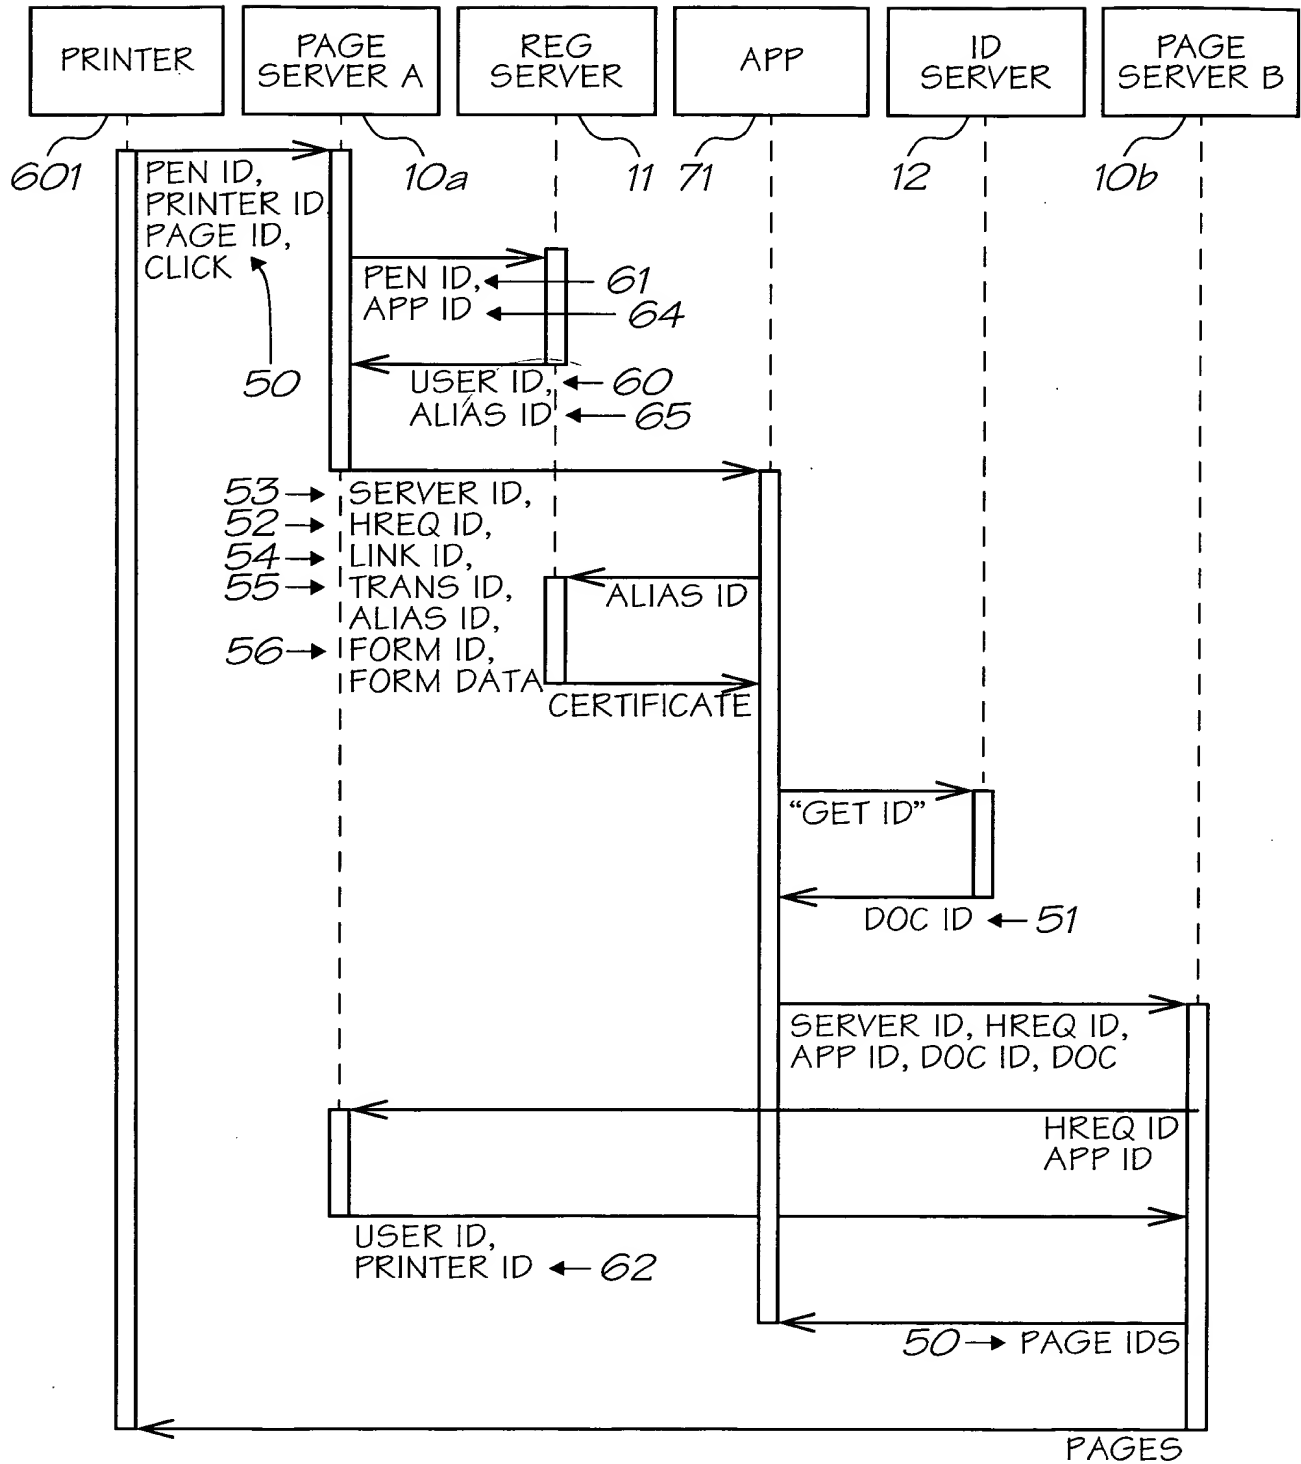 PRINTER
PAGE
SERVER A
REG
SERVER
APP
ID
SERVER
PAGE
SERVER B
601
10a
11
71
12
10b
PEN ID,
PRINTER ID
PAGE ID,
CLICK
50
PEN ID,
61
APP ID
64
USER ID,
60
ALIAS ID
65
53
SERVER ID,
52
HREQ ID,
54
LINK ID,
55
TRANS ID,
ALIAS ID,
56
FORM ID,
FORM DATA
ALIAS ID
CERTIFICATE
“GET ID”
DOC ID
51
SERVER ID, HREQ ID,
APP ID, DOC ID, DOC
HREQ ID
APP ID
USER ID,
PRINTER ID
62
50
PAGE IDS
PAGES